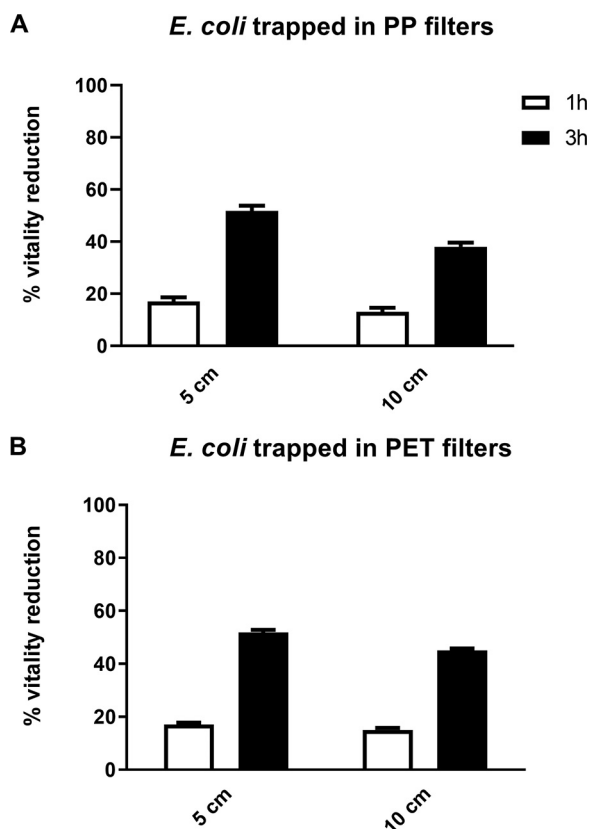 A
E. coli trapped in PP filters
% vitality reduction
100
80
60
40
20
0
1h
3h
5 cm
10 cm
B
E. coli trapped in PET filters
% vitality reduction
100
80
60
40
20
0
5 cm
10 cm